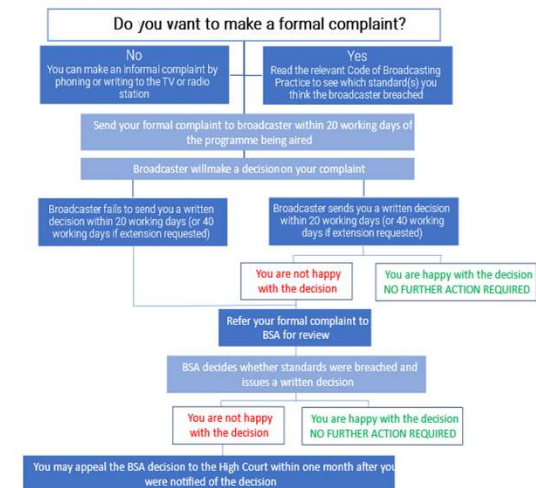 Do you want to make a formal complaint?
No
You can make an informal complaint by
phoning or writing to the TV or radio
station
Yes
Read the relevant Code of Broadcasting
Practice to see which standard(s) you
think the broadcaster breached
Send your formal complaint to broadcaster within 20 working days of
the programme being aired
Broadcaster willmake a decision on your complaint
Broadcaster fails to send you a written
decision within 20 working days (or 40
working days if extension requested)
Broadcaster sends you a written decision
within 20 working days (or 40 working
days if extension requested)
You are not happy
with the decision
You are happy with the decision
NO FURTHER ACTION REQUIRED
Refer your formal complaint to
BSA for review
BSA decides whether standards were breached and
issues a written decision
You are not happy
with the decision
You are happy with the decision
NO FURTHER ACTION REQUIRED
You may appeal the BSA decision to the High Court within one month after you
were notified of the decision